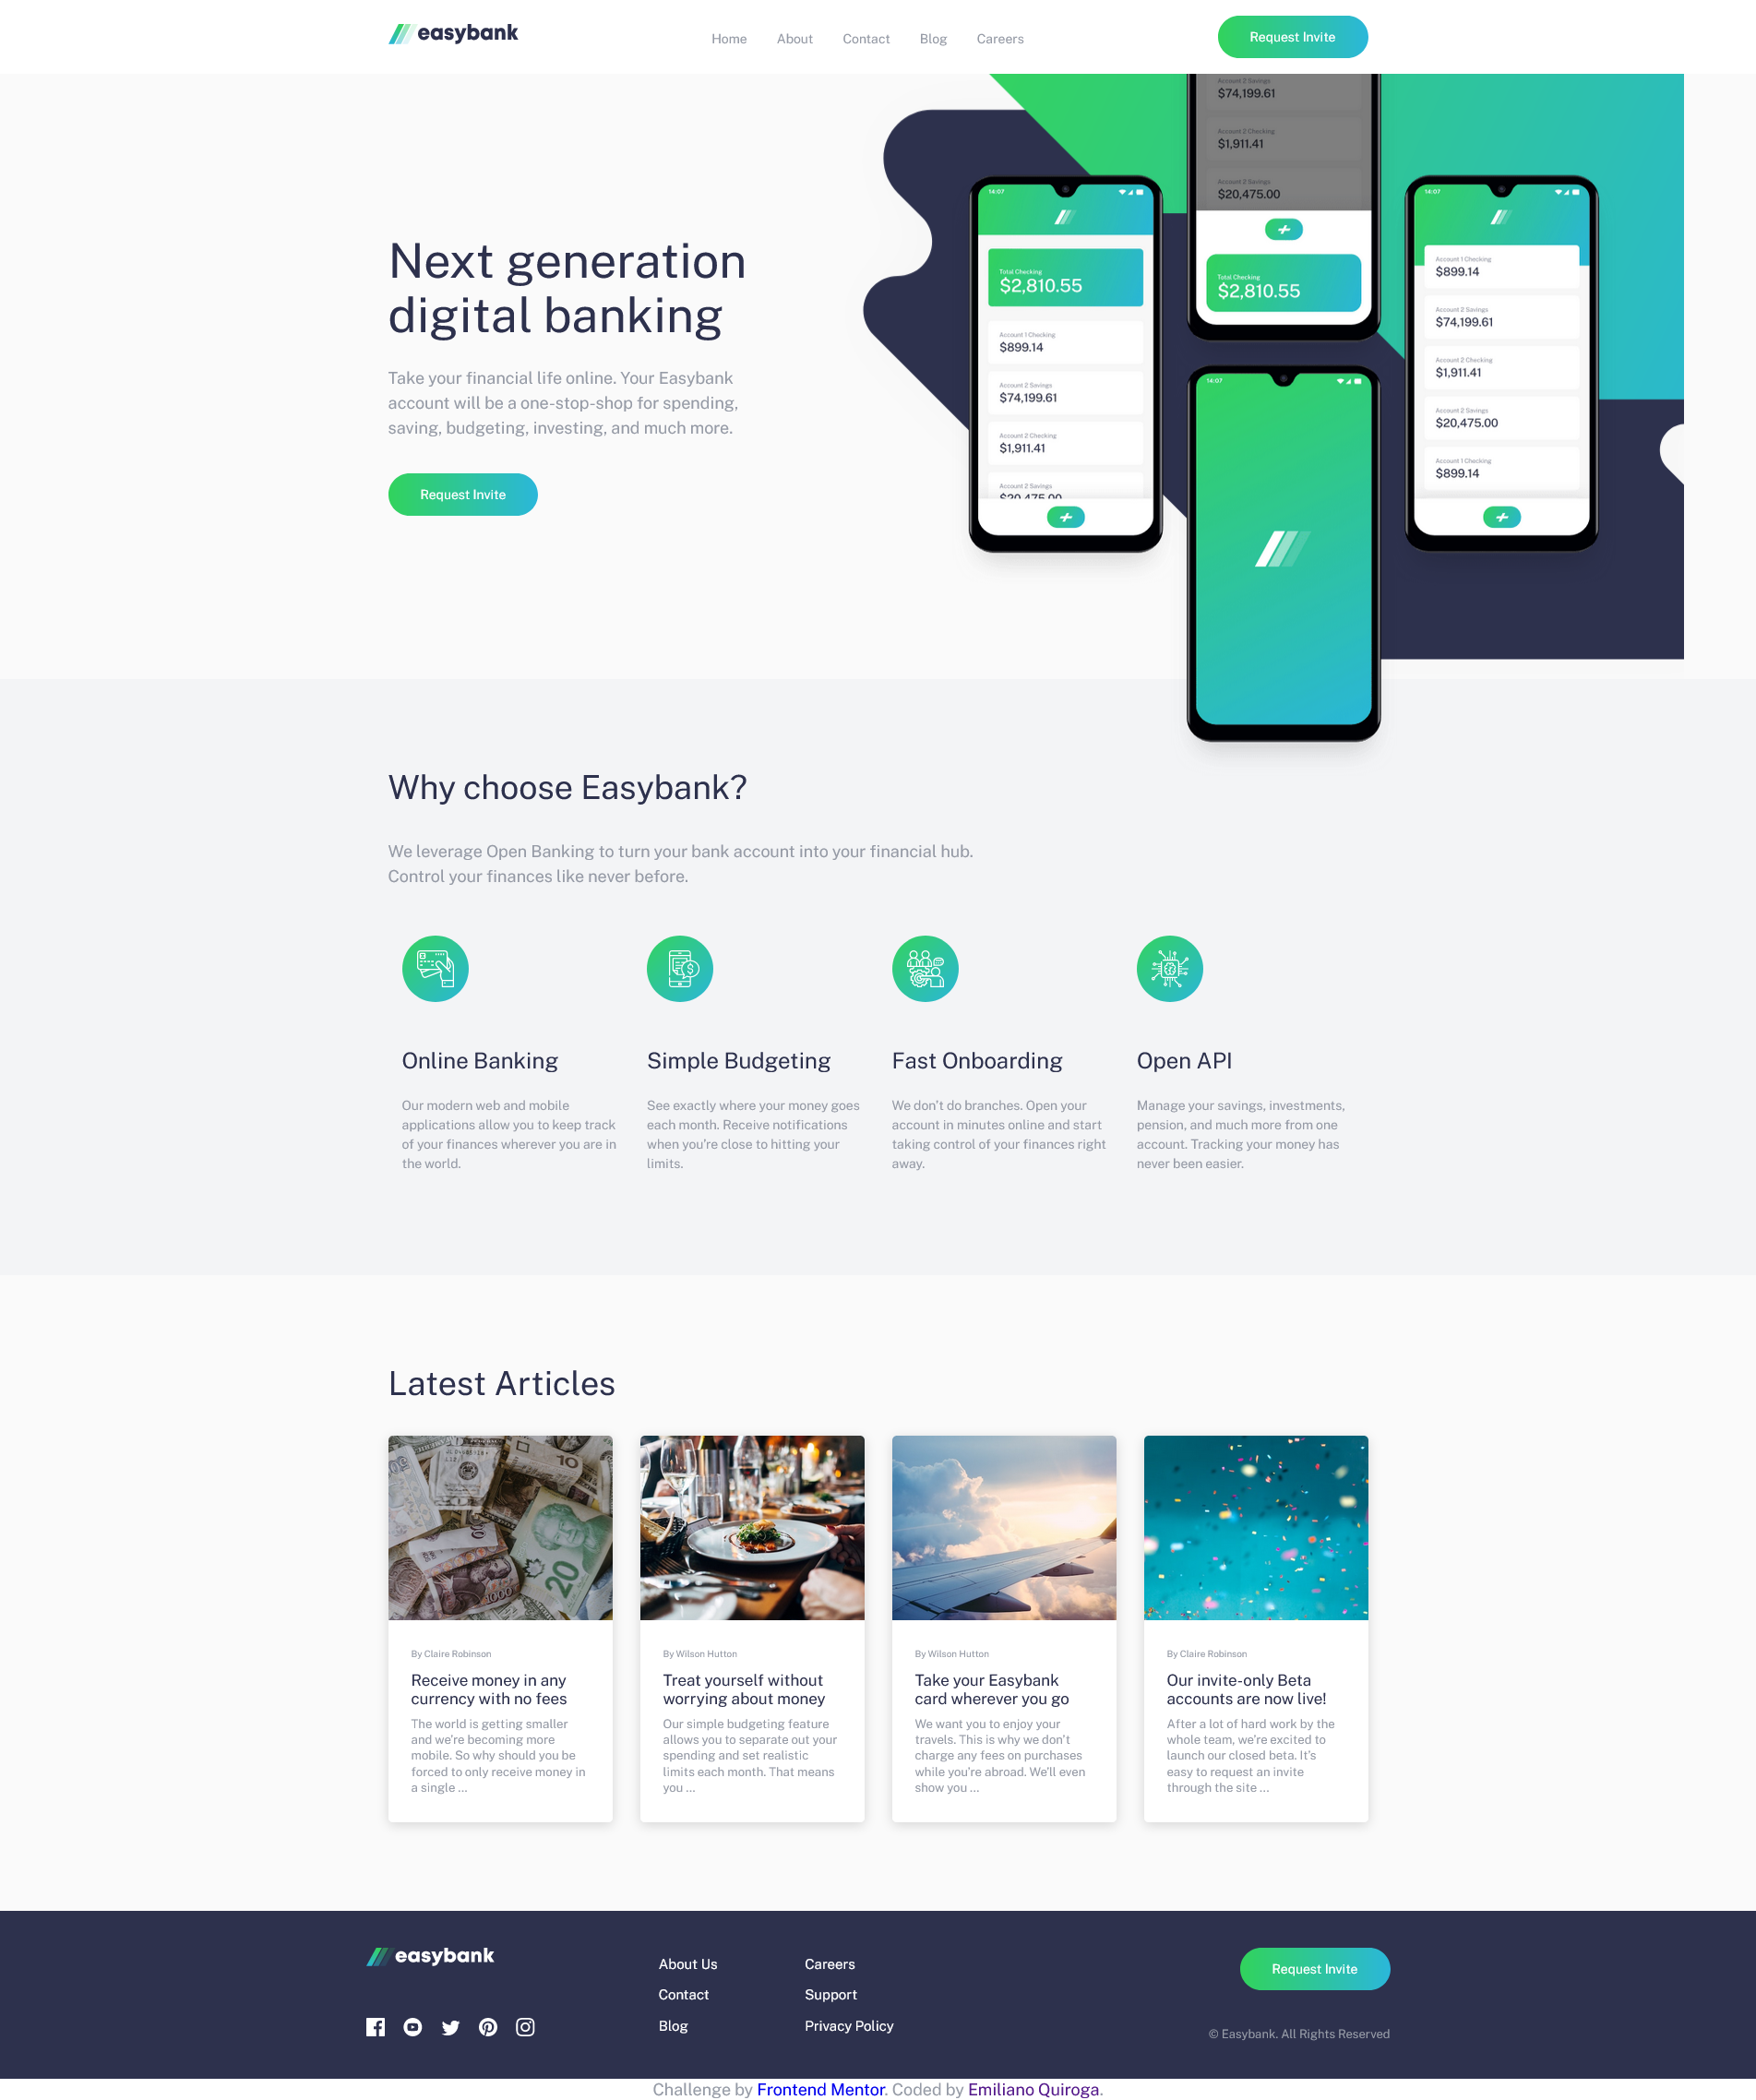 easybank
Home
About
Contact
Blog
Careers
Request Invite
Next generation
digital banking
Take your financial life online. Your Easybank
account will be a one-stop-shop for spending,
saving, budgeting, investing, and much more.
Request Invite
Account 2 Savings
$74,199.61
Account 2 Checking
$1,911.41
Account 2 Savings
$20,475.00
Total Checking
$2,810.55
14:07
Total Checking
$2,810.55
Account 1 Checking
$899.14
Account 2 Savings
$74,199.61
Account 2 Checking
$1,911.41
Account 2 Savings
$20,475.00
14:07
Account 1 Checking
$899.14
Account 2 Savings
$74,199.61
Account 2 Checking
$1,911.41
Account 2 Savings
$20,475.00
Account 1 Checking
$899.14
14:07
Why choose Easybank?
We leverage Open Banking to turn your bank account into your financial hub.
Control your finances like never before.
Online Banking
Our modern web and mobile
applications allow you to keep track
of your finances wherever you are in
the world.
Simple Budgeting
See exactly where your money goes
each month. Receive notifications
when you're close to hitting your
limits.
Fast Onboarding
We don't do branches. Open your
account in minutes online and start
taking control of your finances right
away.
Open API
Manage your savings, investments,
pension, and much more from one
account. Tracking your money has
never been easier.
Latest Articles
10
20
1000
By Claire Robinson
Receive money in any
currency with no fees
The world is getting smaller
and we're becoming more
mobile. So why should you be
forced to only receive money in
a single ...
By Wilson Hutton
Treat yourself without
worrying about money
Our simple budgeting feature
allows you to separate out your
spending and set realistic
limits each month. That means
you ...
By Wilson Hutton
Take your Easybank
card wherever you go
We want you to enjoy your
travels. This is why we don't
charge any fees on purchases
while you're abroad. We'll even
show you ...
By Claire Robinson
Our invite-only Beta
accounts are now live!
After a lot of hard work by the
whole team, we're excited to
launch our closed beta. It's
easy to request an invite
through the site ...
easybank
About Us
Contact
Blog
Careers
Support
Privacy Policy
Request Invite
© Easybank. All Rights Reserved
Challenge by Frontend Mentor. Coded by Emiliano Quiroga.